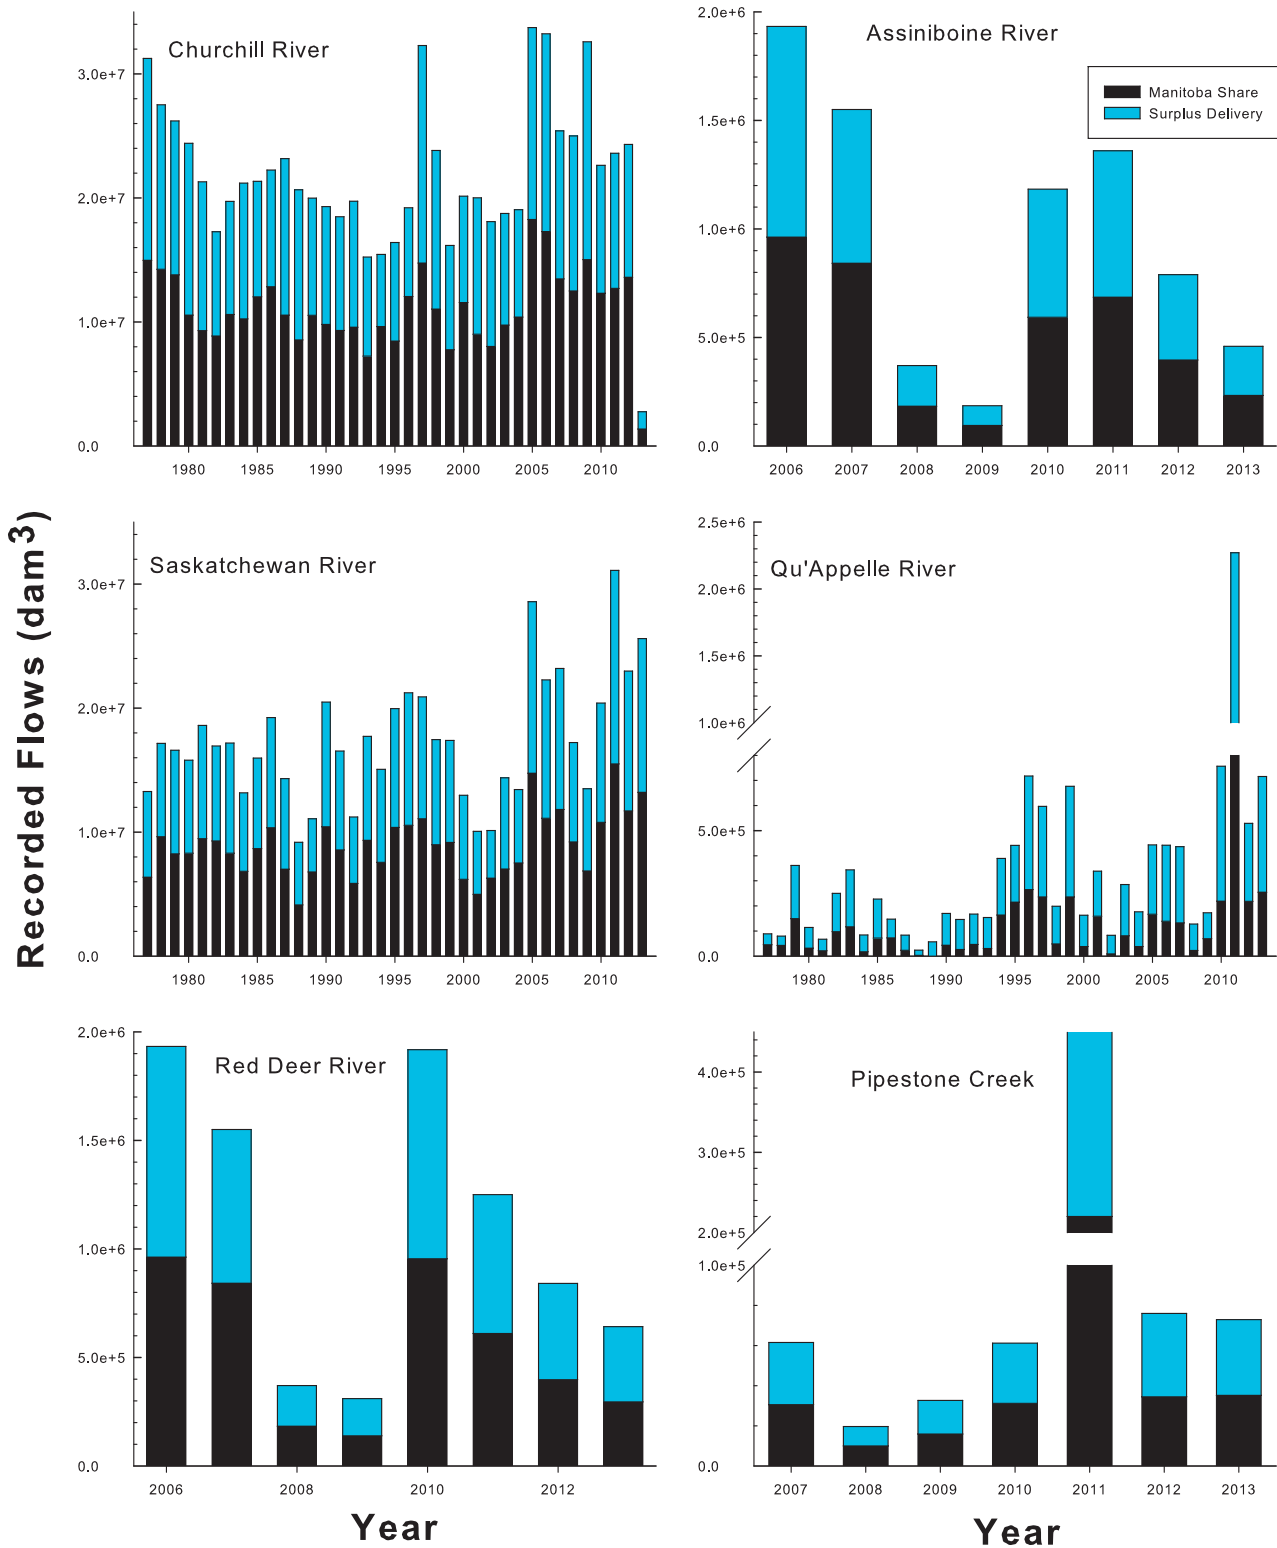 Churchill River
3.0e+7
2.0e+7
1.0e+7
0.0
1980 1985 1990 1995 2000 2005 2010
Assiniboine River
Manitoba Share
Surplus Delivery
2.0e+6
1.5e+6
1.0e+6
5.0e+5
0.0
2006 2007 2008 2009 2010 2011 2012 2013
Recorded Flows (dam³)
Saskatchewan River
3.0e+7
2.0e+7
1.0e+7
0.0
1980 1985 1990 1995 2000 2005 2010
Qu'Appelle River
2.5e+6
2.0e+6
1.5e+6
1.0e+6
5.0e+5
0.0
1980 1985 1990 1995 2000 2005 2010
Red Deer River
2.0e+6
1.5e+6
1.0e+6
5.0e+5
0.0
2006 2008 2010 2012
Year
Pipestone Creek
4.0e+5
3.0e+5
2.0e+5
1.0e+5
0.0
2007 2008 2009 2010 2011 2012 2013
Year